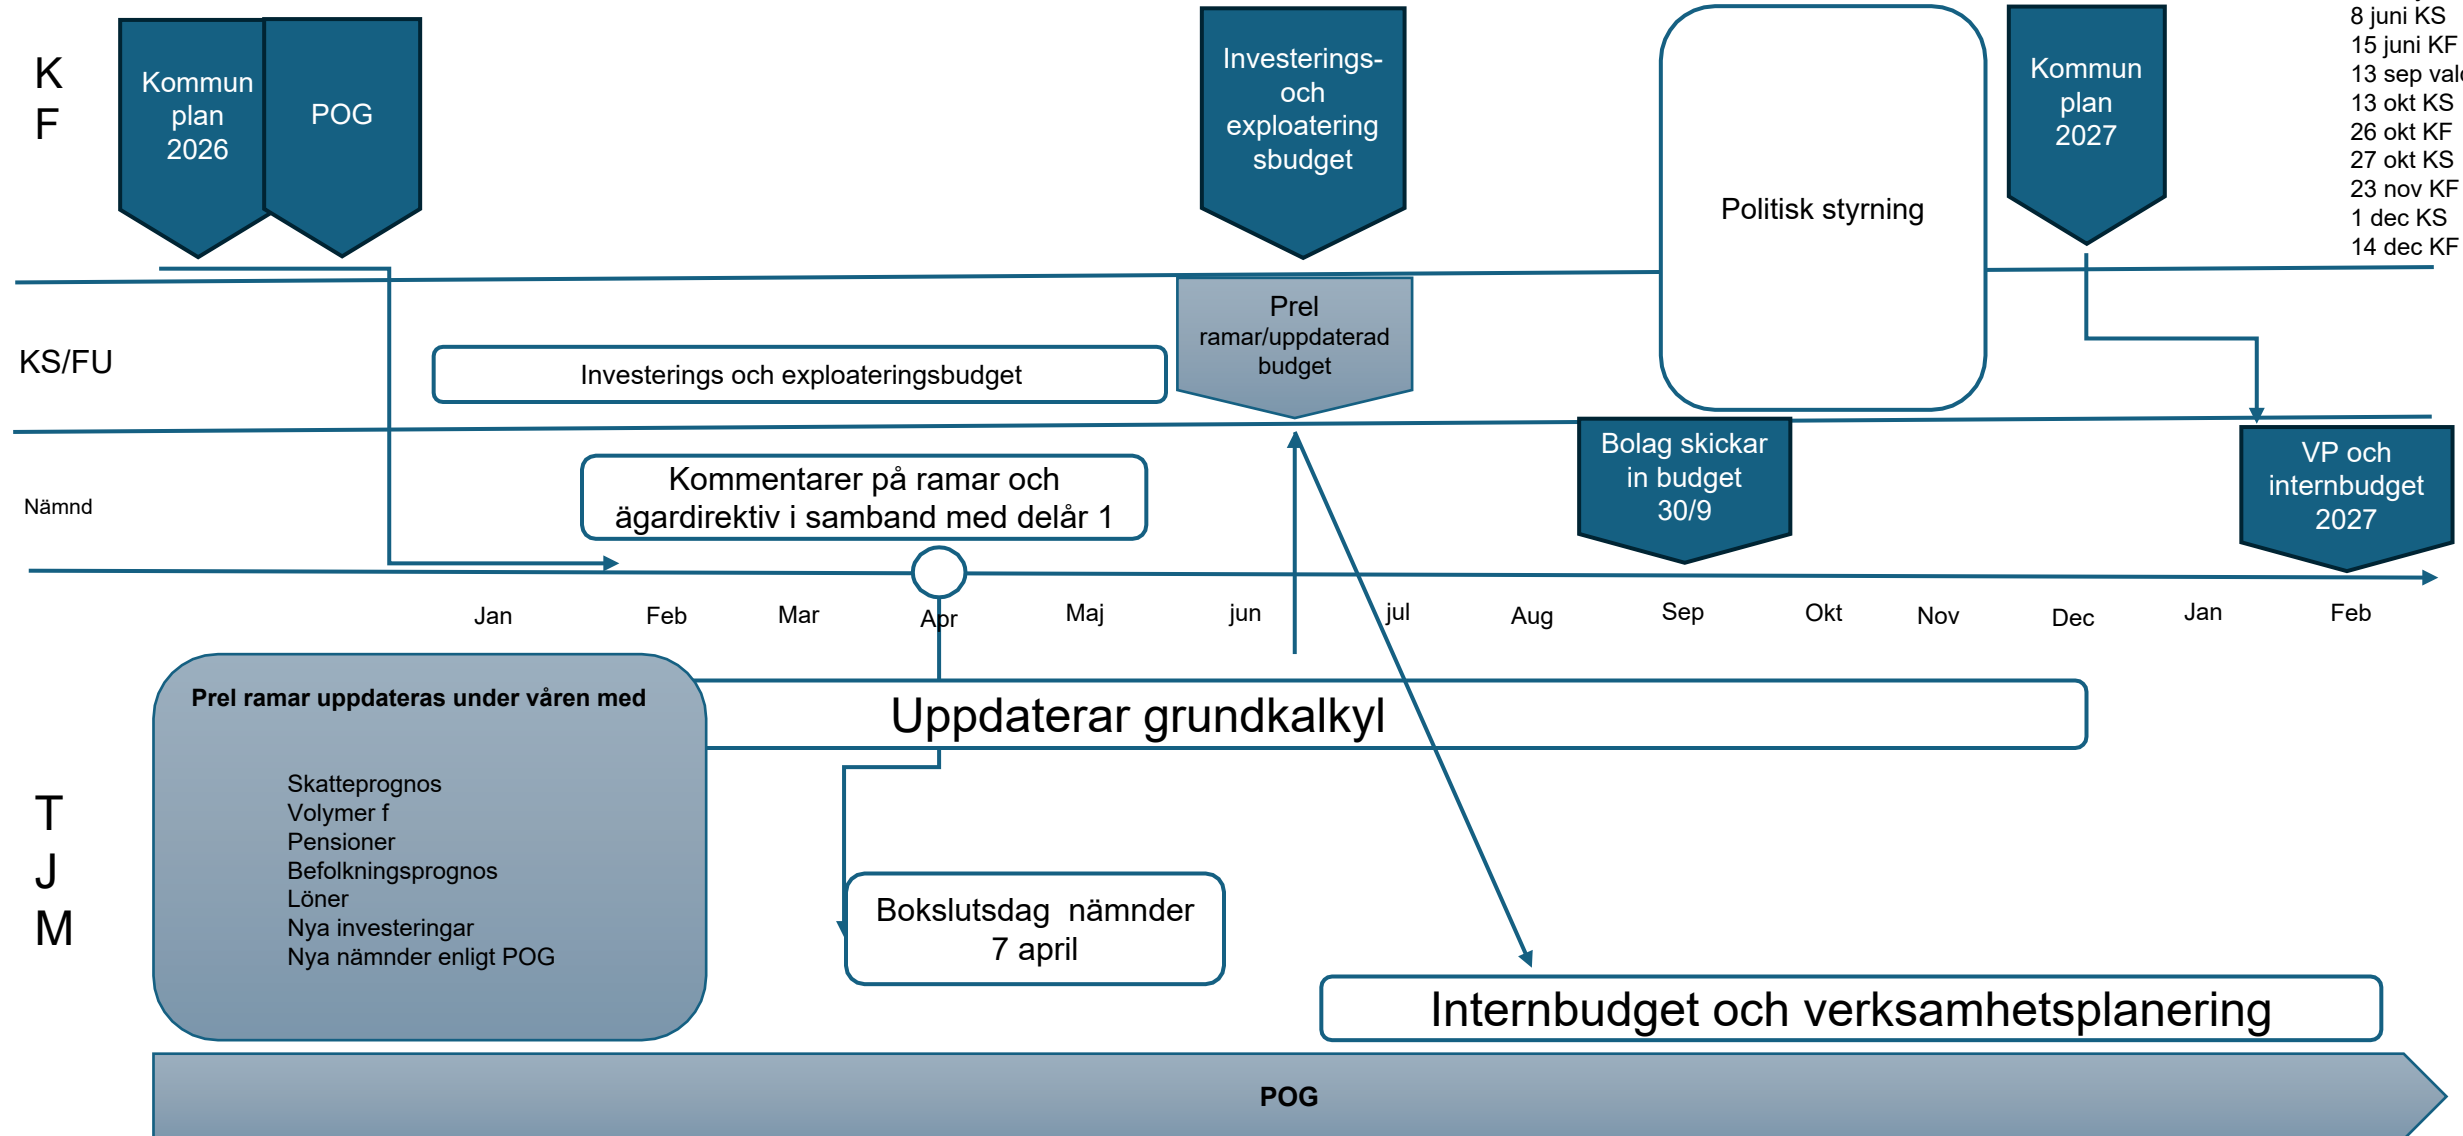 K
F
Kommun
plan
2026
POG
Investerings-
och
exploatering
sbudget
Politisk styrning
Kommun
plan
2027
8 juni KS
15 juni KF
13 sep
13 okt KS
26 okt KF
27 okt KS
23 nov KF
1 dec KS
14 dec KF
KS/FU
Investerings och exploateringsbudget
Prel
ramar/uppdaterad
budget
Nämnd
Kommentarer på ramar och
ägardirektiv i samband med delår 1
Bolag skickar
in budget
30/9
VP och
internbudget
2027
Jan
Feb
Mar
Apr
Maj
jun
jul
Aug
Sep
Okt
Nov
Dec
Jan
Feb
T
J
M
Prel ramar uppdateras under våren med
Skatteprognos
Volymer f
Pensioner
Befolkningsprognos
Löner
Nya investeringar
Nya nämnder enligt POG
Uppdaterar grundkalkyl
Bokslutsdag  nämnder
7 april
Internbudget och verksamhetsplanering
POG